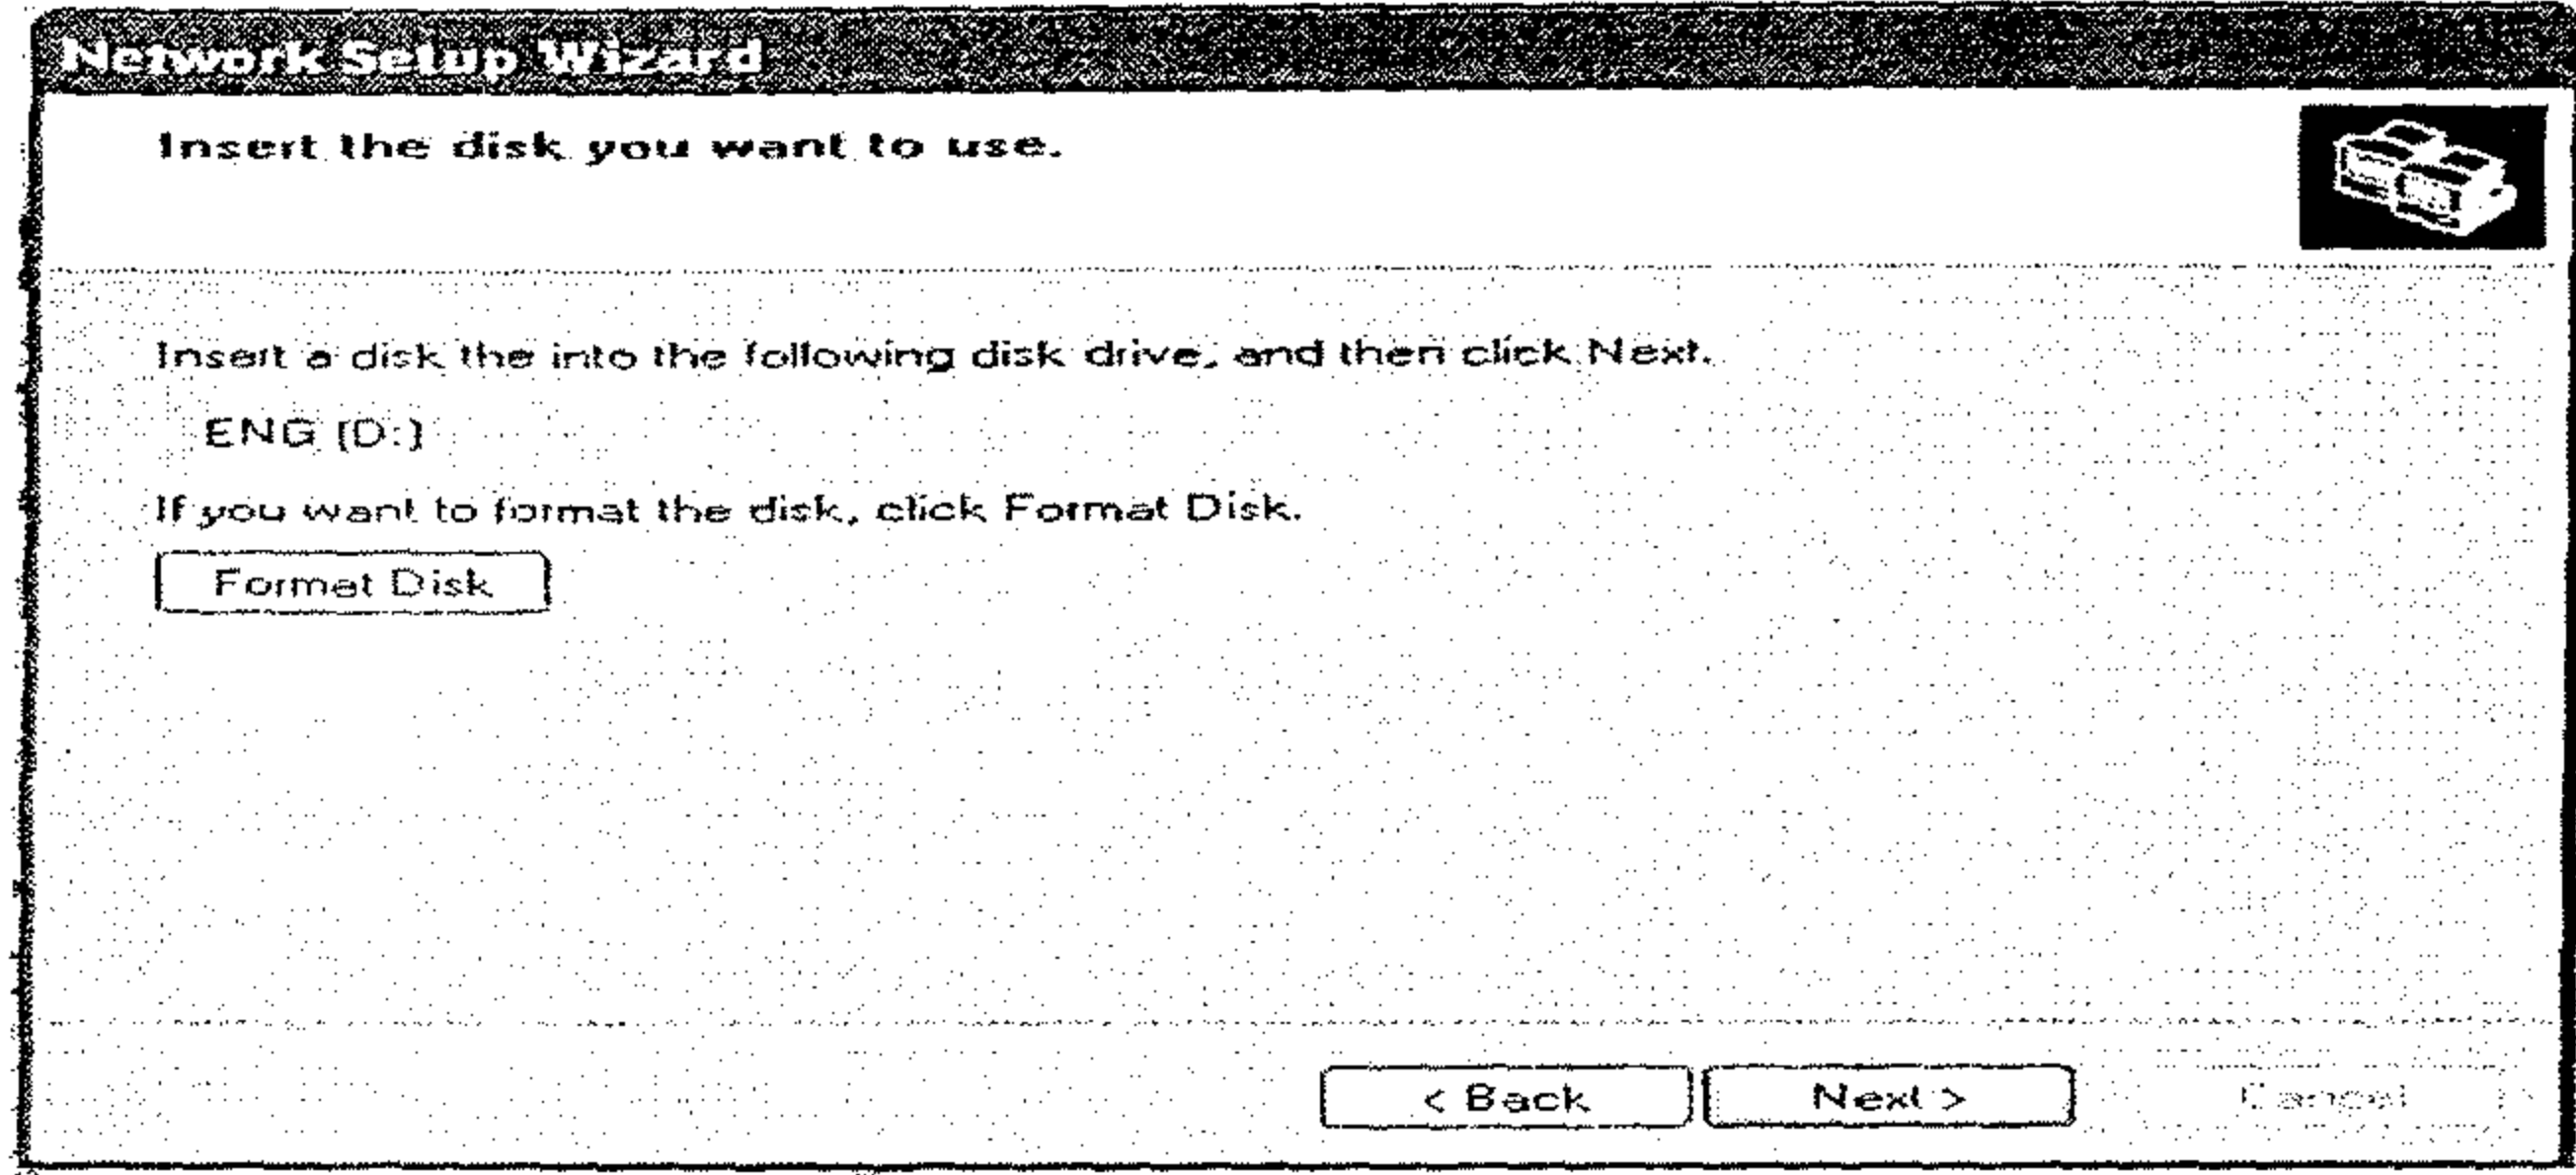 Network Setup Wizard
Insert the disk you want to use.
Insert a disk the into the following disk drive, and then click Next.
ENG (D:)
If you want to format the disk, click Format Disk.
Format Disk
< Back Next > Cancel